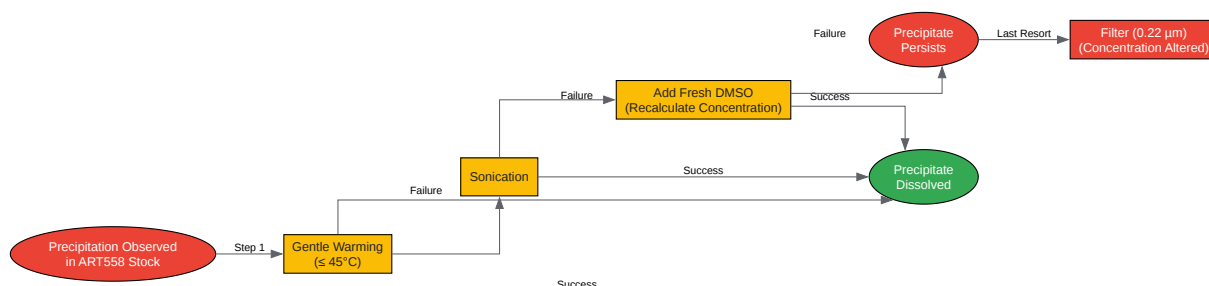 Precipitation Observed
in ART558 Stock
Step 1
Gentle Warming
(≤ 45°C)
Failure
Success
Sonication
Failure
Success
Add Fresh DMSO
(Recalculate Concentration)
Failure
Success
Precipitate
Dissolved
Precipitate
Persists
Last Resort
Filter (0.22 µm)
(Concentration Altered)